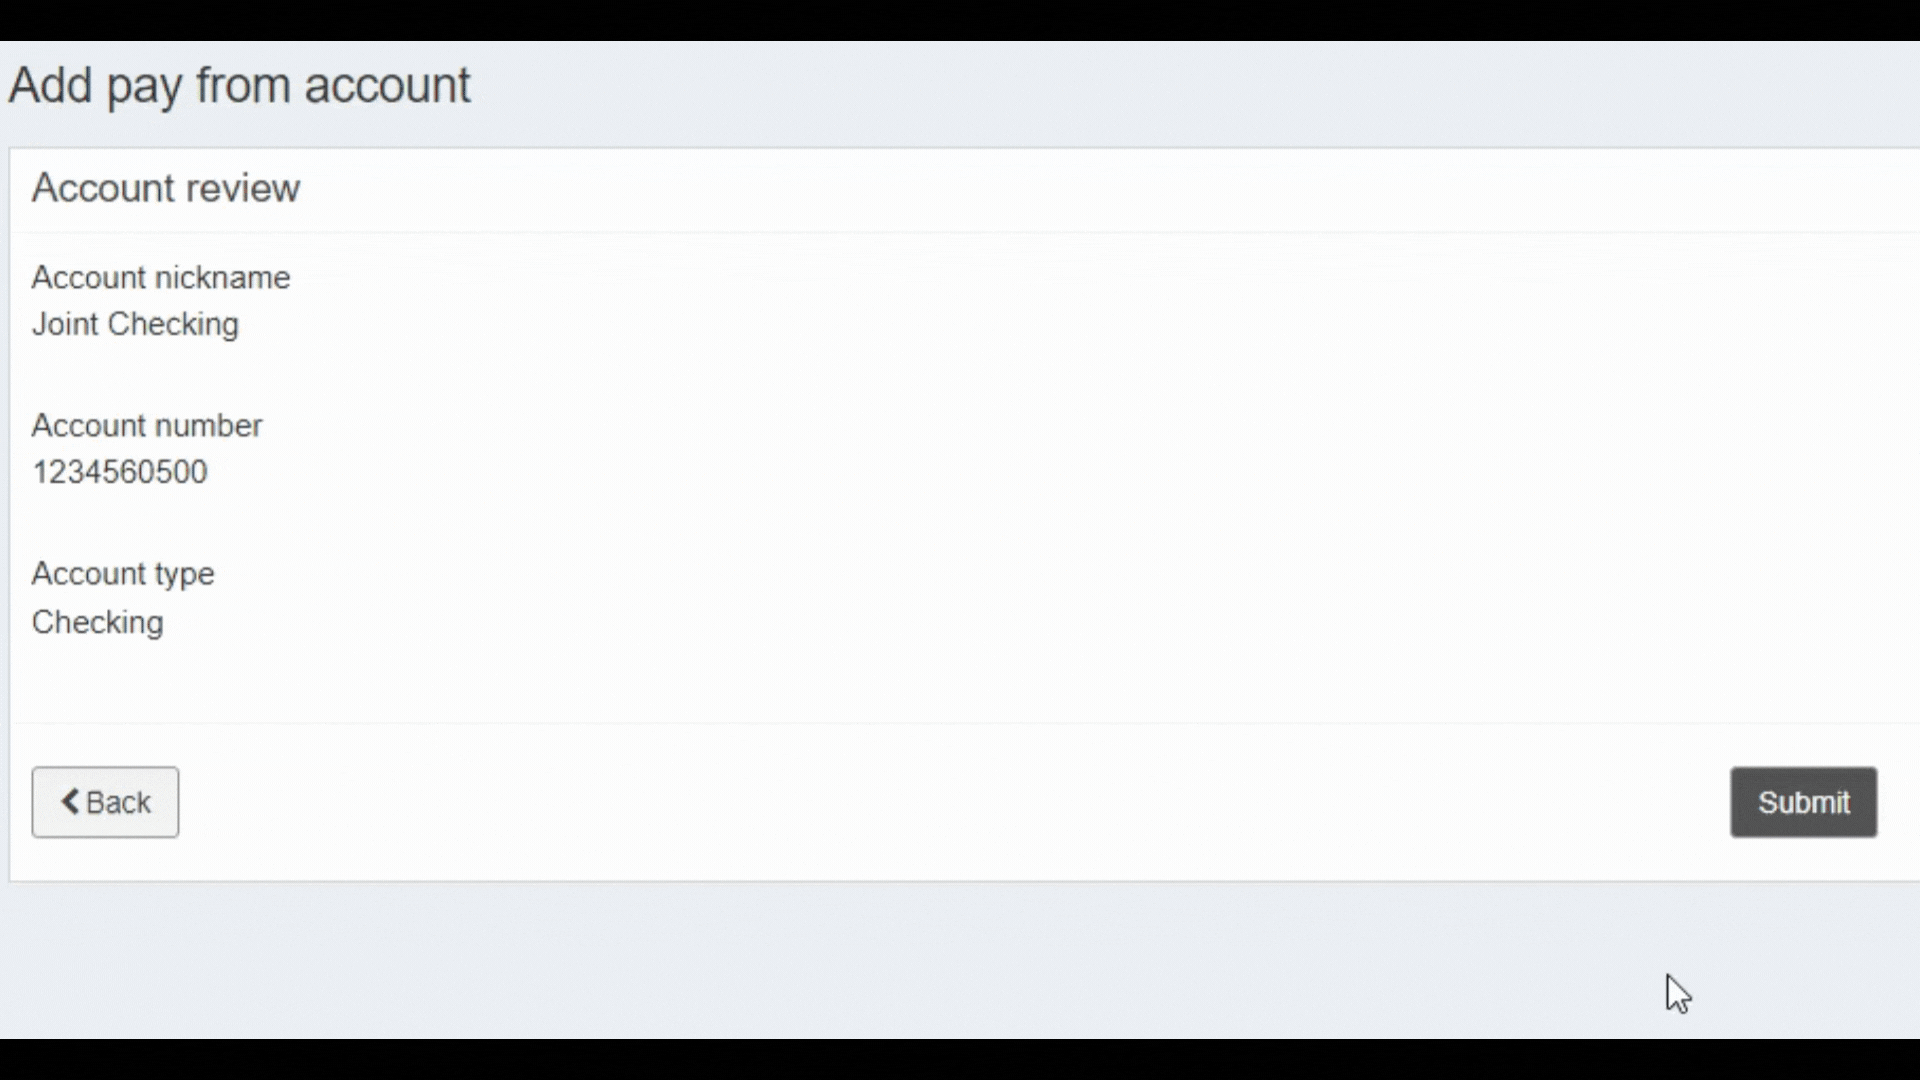 Add pay from account
Account review
Account nickname
Joint Checking
Account number
1234560500
Account type
Checking
Back
Submit